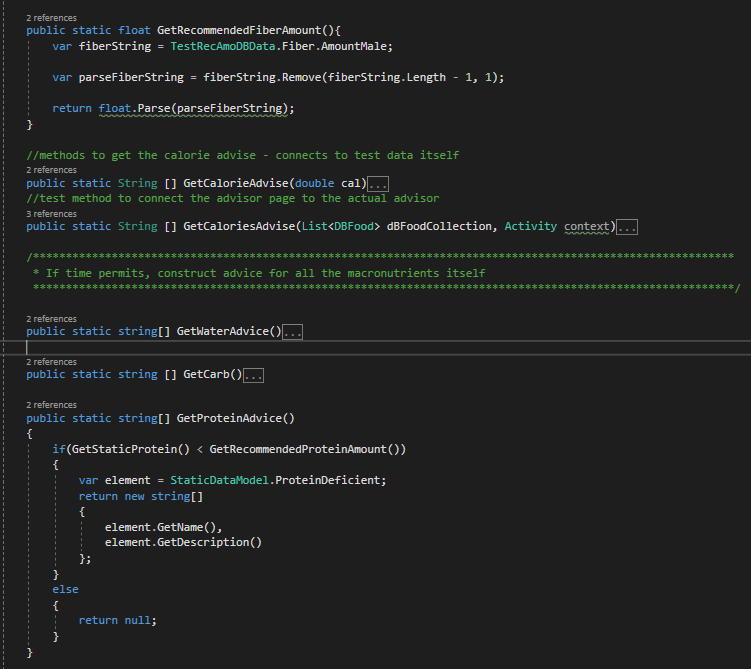 2 references
public static float GetRecommendedFiberAmount(){
var fiberString = TestRecAmoDBData.Fiber.AmountMale;
var parseFiberString = fiberString.Remove(fiberString.Length - 1, 1);
return float.Parse(parseFiberString);
}
//methods to get the calorie advise - connects to test data itself
2 references
public static String [] GetCalorieAdvise(double cal)...
//test method to connect the advisor page to the actual advisor
3 references
public static String [] GetCaloriesAdvise(List<DBFood> dBFoodCollection, Activity context)...
/************************************************************************************************************
* If time permits, construct advice for all the macronutrients itself
************************************************************************************************************/
2 references
public static string[] GetWaterAdvice()...
2 references
public static string [] GetCarb()...
2 references
public static string[] GetProteinAdvice()
{
if(GetStaticProtein() < GetRecommendedProteinAmount())
{
var element = StaticDataModel.ProteinDeficient;
return new string[]
{
element.GetName(),
element.GetDescription()
};
}
else
{
return null;
}
}